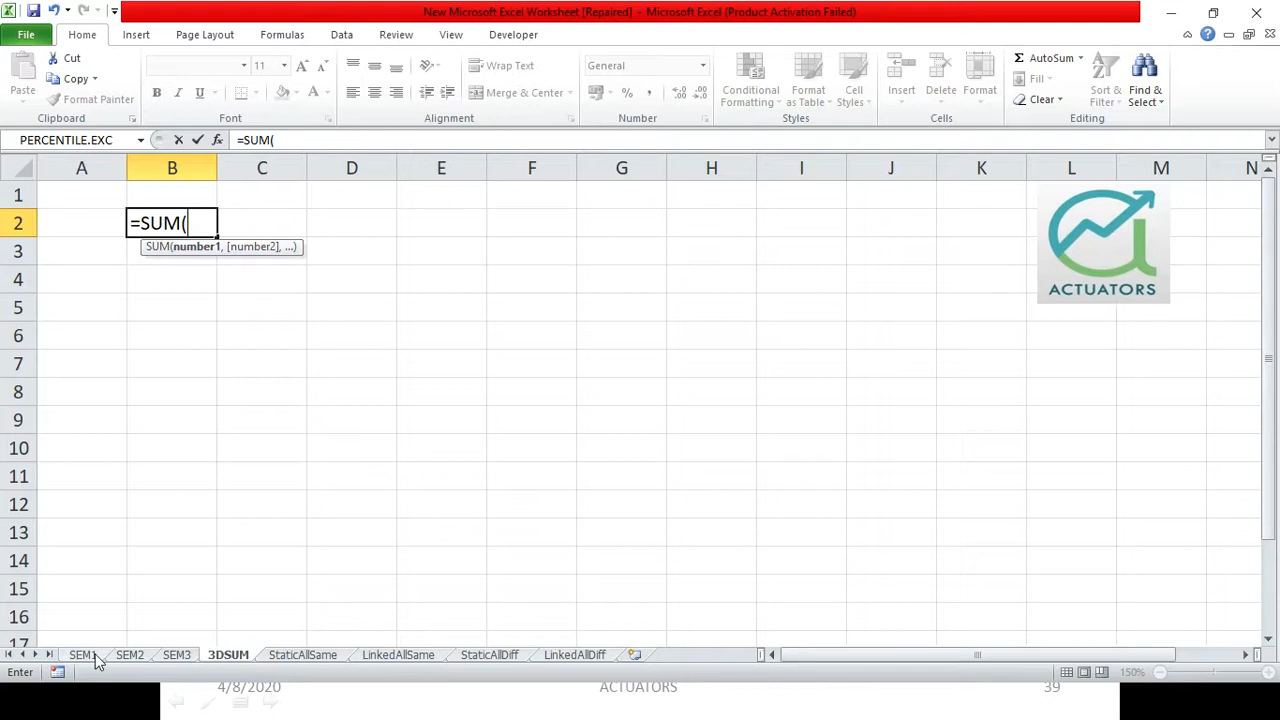 New Microsoft Excel Worksheet [Repaired] - Microsoft Excel (Product Activation Failed)
File Home Insert Page Layout Formulas Data Review View Developer
Paste Cut Copy Format Painter Clipboard
11 A A B I U A Font
Wrap Text Merge & Center Alignment
General % , Number
Conditional Formatting Format as Table Cell Styles Styles
Insert Delete Format Cells
Σ AutoSum Fill Clear Sort & Filter Find & Select Editing
PERCENTILE.EXC fx =SUM(
A B C D E F G H I J K L M N
1
2 =SUM(
SUM(number1, [number2], ...)
3
4
5
6
7
8
9
10
11
12
13
14
15
16
17
ACTUATORS
SEM1 SEM2 SEM3 3DSUM StaticAllSame LinkedAllSame StaticAllDiff LinkedAllDiff
Enter 150%
4/8/2020 ACTUATORS 39